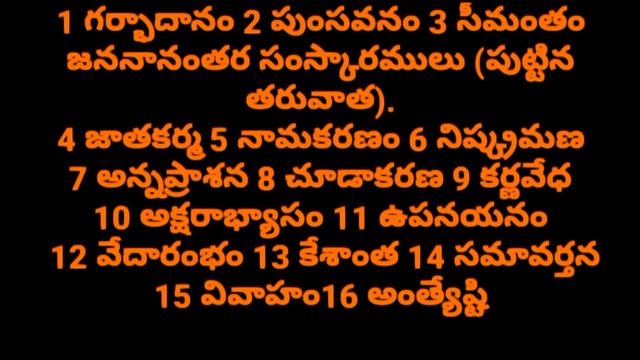 1 గర్భాదానం 2 పుంసవనం 3 సీమంతం
జననానంతర సంస్కారములు (పుట్టిన
తరువాత).
4 జాతకర్మ 5 నామకరణం 6 నిష్క్రమణ
7 అన్నప్రాశన 8 చూడాకరణ 9 కర్ణవేధ
10 అక్షరాభ్యాసం 11 ఉపనయనం
12 వేదారంభం 13 కేశాంత 14 సమావర్తన
15 వివాహం16 అంత్యేష్టి